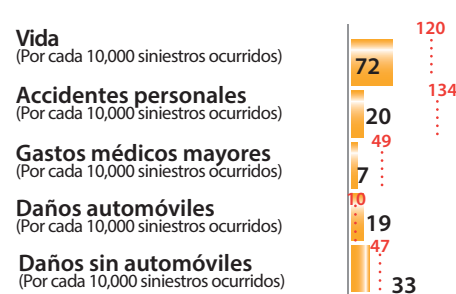 Vida
(Por cada 10,000 siniestros ocurridos)
120
72
Accidentes personales
(Por cada 10,000 siniestros ocurridos)
134
20
Gastos médicos mayores
(Por cada 10,000 siniestros ocurridos)
49
7
Daños automóviles
(Por cada 10,000 siniestros ocurridos)
10
19
Daños sin automóviles
(Por cada 10,000 siniestros ocurridos)
47
33